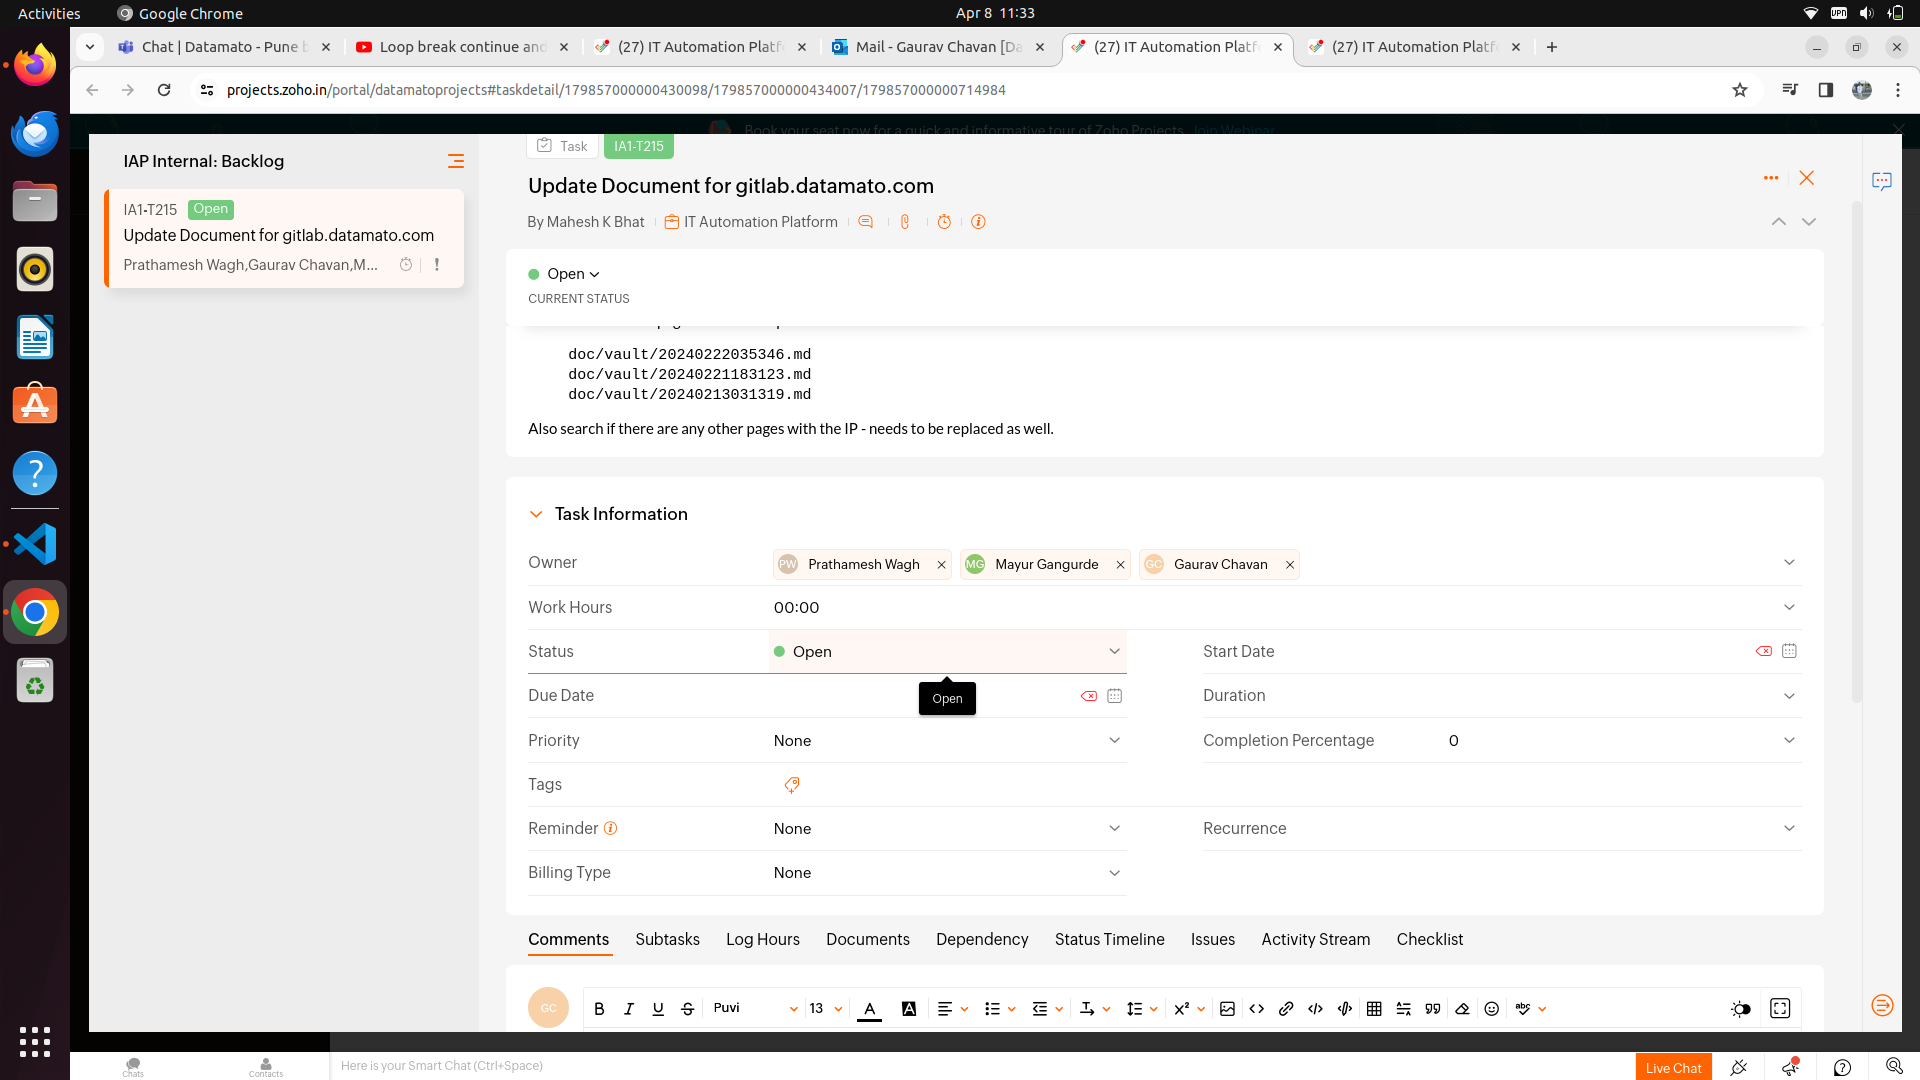 Activities
Google Chrome
Apr 8 11:33
VPN
Chat | Datamato - Pune b
Loop break continue and
(27) IT Automation Platfo
Mail - Gaurav Chavan [Da
(27) IT Automation Platfo
(27) IT Automation Platfo
projects.zoho.in/portal/datamatoprojects#taskdetail/179857000000430098/179857000000434007/179857000000714984
Book your seat now for a quick and informative tour of Zoho Projects. Join Webinar
IAP Internal: Backlog
IA1-T215 Open
Update Document for gitlab.datamato.com
Prathamesh Wagh,Gaurav Chavan,M...
Task IA1-T215
Update Document for gitlab.datamato.com
By Mahesh K Bhat IT Automation Platform
Open
CURRENT STATUS
doc/vault/20240222035346.md
doc/vault/20240221183123.md
doc/vault/20240213031319.md
Also search if there are any other pages with the IP - needs to be replaced as well.
Task Information
Owner PW Prathamesh Wagh MG Mayur Gangurde GC Gaurav Chavan
Work Hours 00:00
Status Open Start Date
Open
Due Date Duration
Priority None Completion Percentage 0
Tags
Reminder None Recurrence
Billing Type None
Comments Subtasks Log Hours Documents Dependency Status Timeline Issues Activity Stream Checklist
GC B I U S Puvi 13 A A
Chats Contacts Here is your Smart Chat (Ctrl+Space) Live Chat